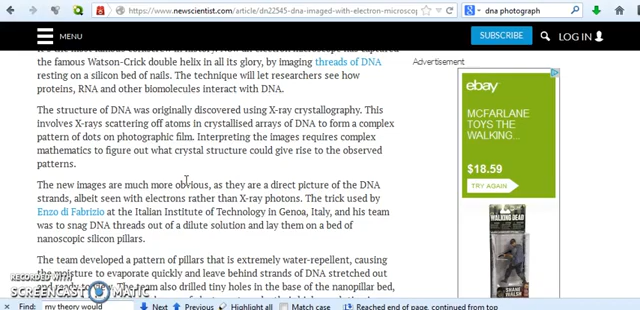 https://www.newscientist.com/article/dn22545-dna-imaged-with-electron-microscop
dna photograph
MENU
SUBSCRIBE
LOG IN
the famous Watson-Crick double helix in all its glory, by imaging threads of DNA
resting on a silicon bed of nails. The technique will let researchers see how
proteins, RNA and other biomolecules interact with DNA.
The structure of DNA was originally discovered using X-ray crystallography. This
involves X-rays scattering off atoms in crystallised arrays of DNA to form a complex
pattern of dots on photographic film. Interpreting the images requires complex
mathematics to figure out what crystal structure could give rise to the observed
patterns.
The new images are much more obvious, as they are a direct picture of the DNA
strands, albeit seen with electrons rather than X-ray photons. The trick used by
Enzo di Fabrizio at the Italian Institute of Technology in Genoa, Italy, and his team
was to snag DNA threads out of a dilute solution and lay them on a bed of
nanoscopic silicon pillars.
The team developed a pattern of pillars that is extremely water-repellent, causing
the moisture to evaporate quickly and leave behind strands of DNA stretched out
and ready to view. The team also drilled tiny holes in the base of the nanopillar bed,
Advertisement
ebay
MCFARLANE
TOYS THE
WALKING...
$18.59
TRY AGAIN
WALKING DEAD
SHANE
WALSH
RECORDED WITH
SCREENCAST MATIC
Find: my theory would
Next
Previous
Highlight all
Match case
Reached end of page, continued from top